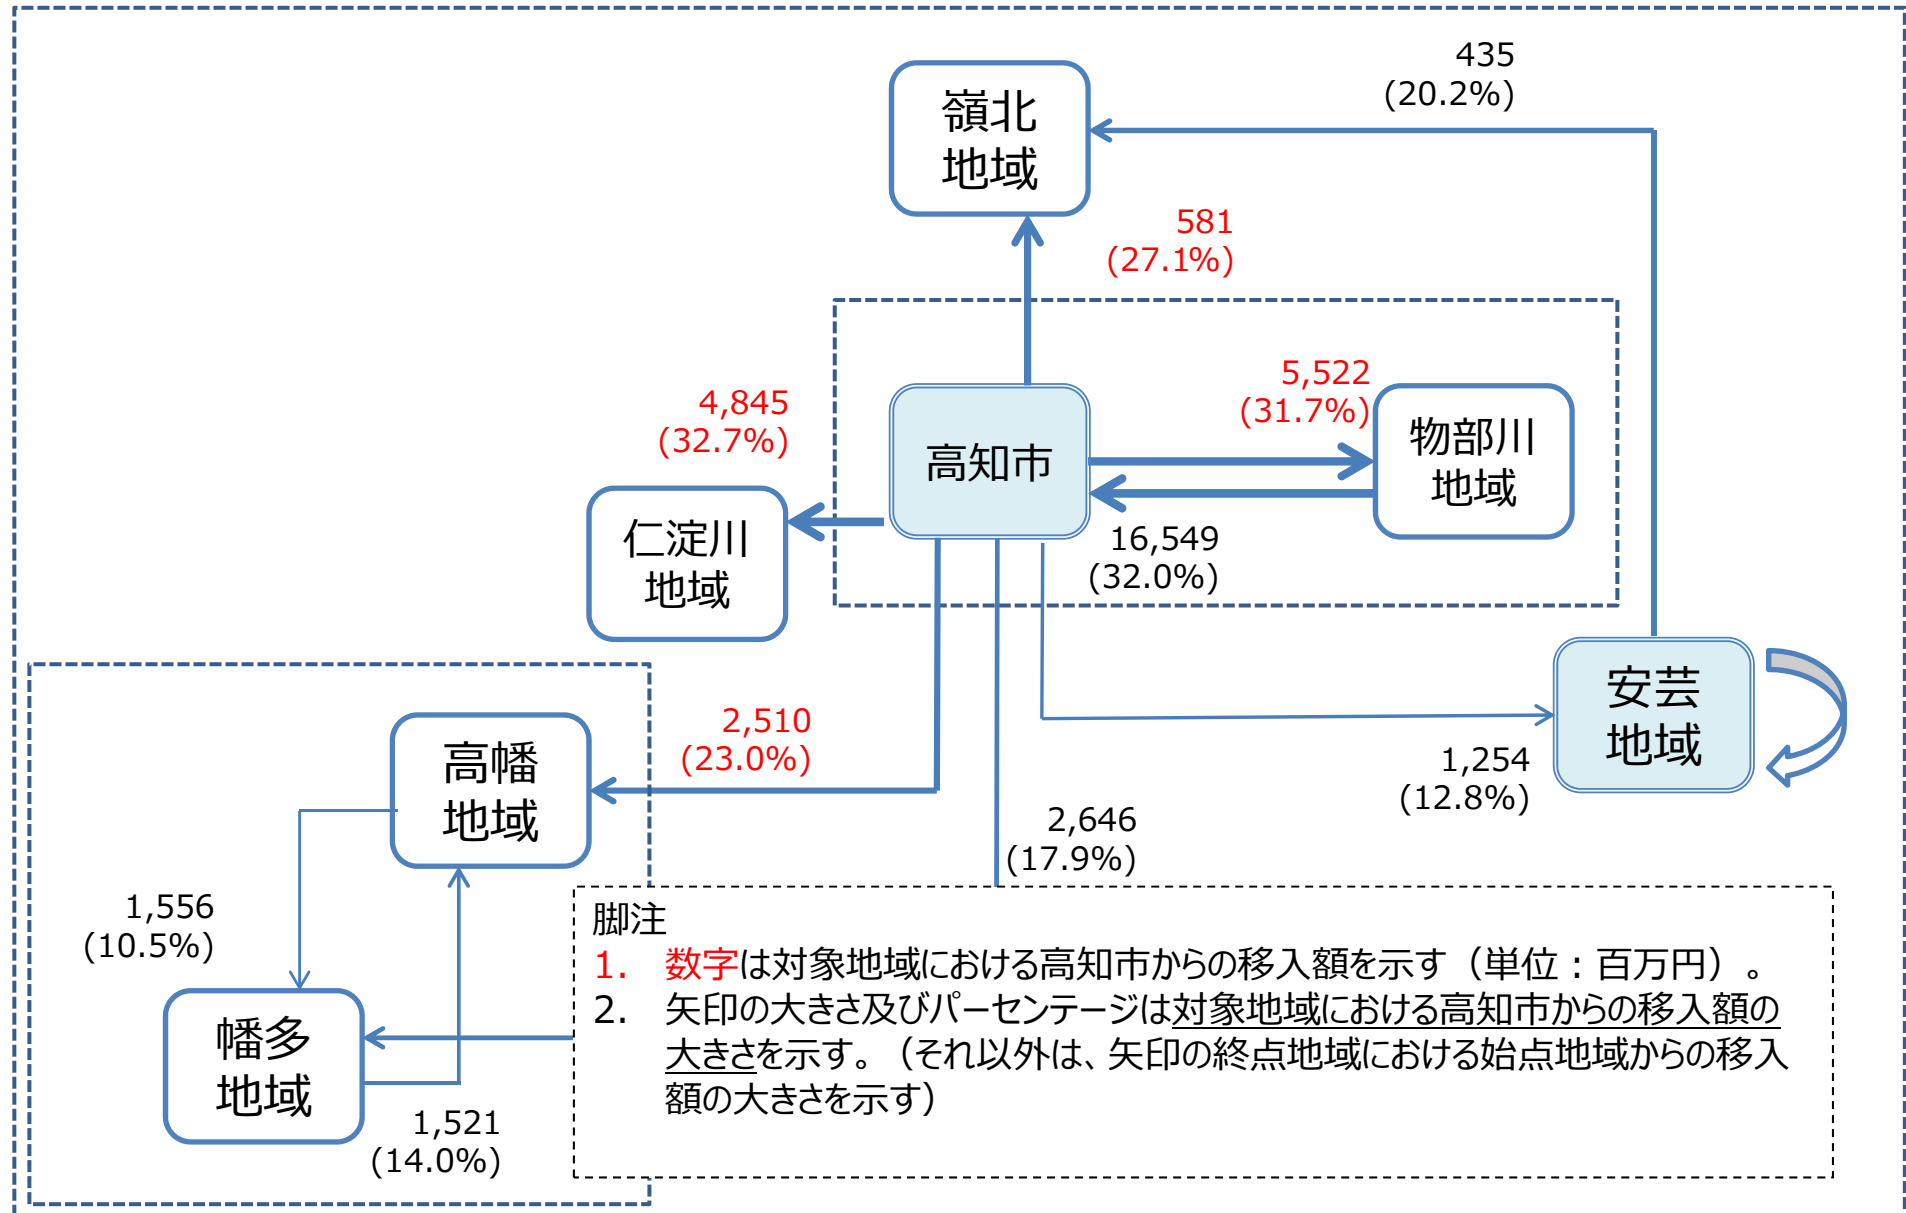 435
(20.2%)
嶺北
地域
581
(27.1%)
5,522
(31.7%)
4,845
(32.7%)
高知市
物部川
地域
仁淀川
地域
16,549
(32.0%)
安芸
地域
2,510
(23.0%)
高幡
地域
1,254
(12.8%)
2,646
(17.9%)
1,556
(10.5%)
脚注
1. 数字は対象地域における高知市からの移入額を示す（単位：百万円）。
2. 矢印の大きさ及びパーセンテージは対象地域における高知市からの移入額の
大きさを示す。（それ以外は、矢印の終点地域における始点地域からの移入
額の大きさを示す）
幡多
地域
1,521
(14.0%)